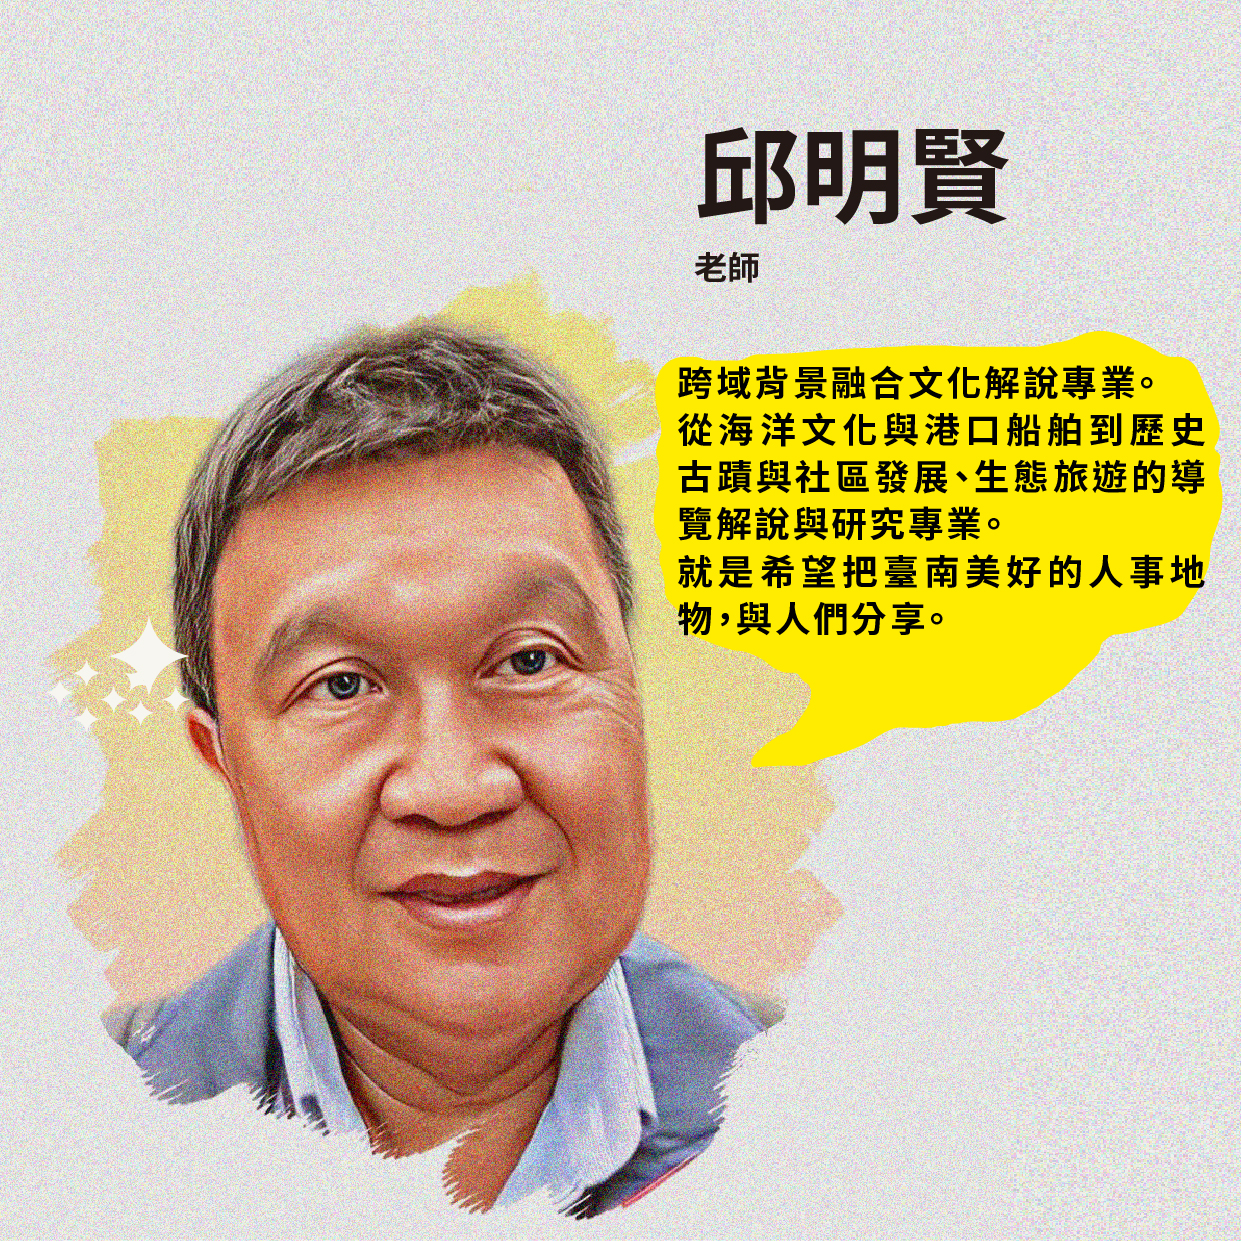 邱明賢
老師
跨域背景融合文化解說專業。
從海洋文化與港口船舶到歷史
古蹟與社區發展、生態旅遊的導
覽解說與研究專業。
就是希望把臺南美好的人事地
物，與人們分享。